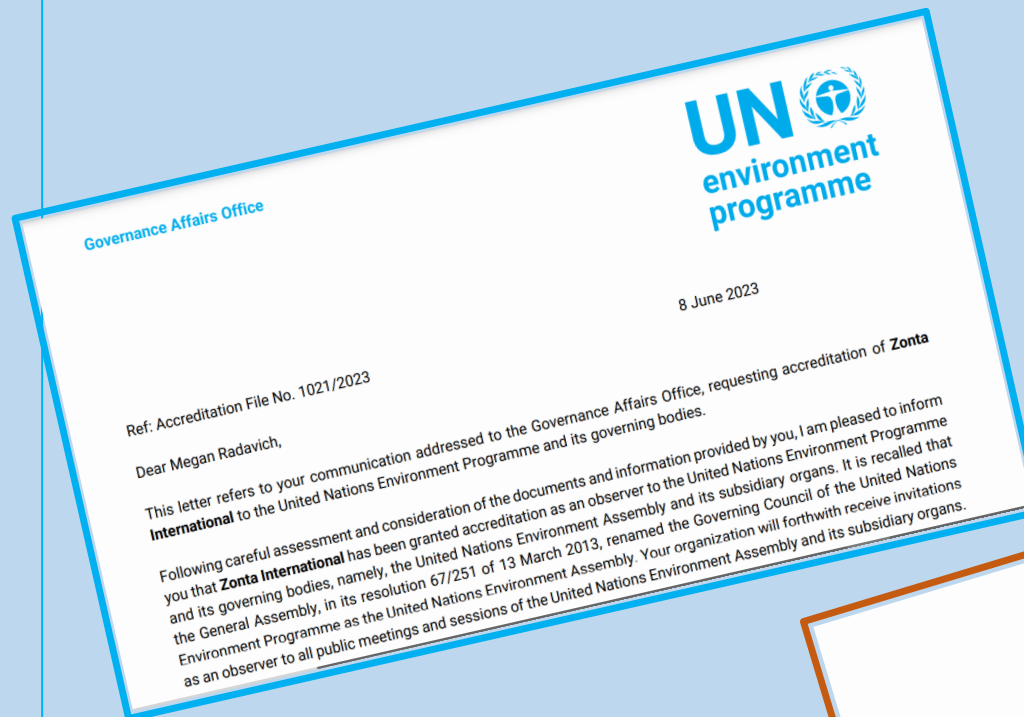 UN
environment
programme
Governance Affairs Office
8 June 2023
Ref: Accreditation File No. 1021/2023
Dear Megan Radavich,
This letter refers to your communication addressed to the Governance Affairs Office, requesting accreditation of Zonta
International to the United Nations Environment Programme and its governing bodies.
Following careful assessment and consideration of the documents and information provided by you, I am pleased to inform
you that Zonta International has been granted accreditation as an observer to the United Nations Environment Programme
and its governing bodies, namely, the United Nations Environment Assembly and its subsidiary organs. It is recalled that
the General Assembly, in its resolution 67/251 of 13 March 2013, renamed the Governing Council of the United Nations
Environment Programme as the United Nations Environment Assembly. Your organization will forthwith receive invitations
as an observer to all public meetings and sessions of the United Nations Environment Assembly and its subsidiary organs.